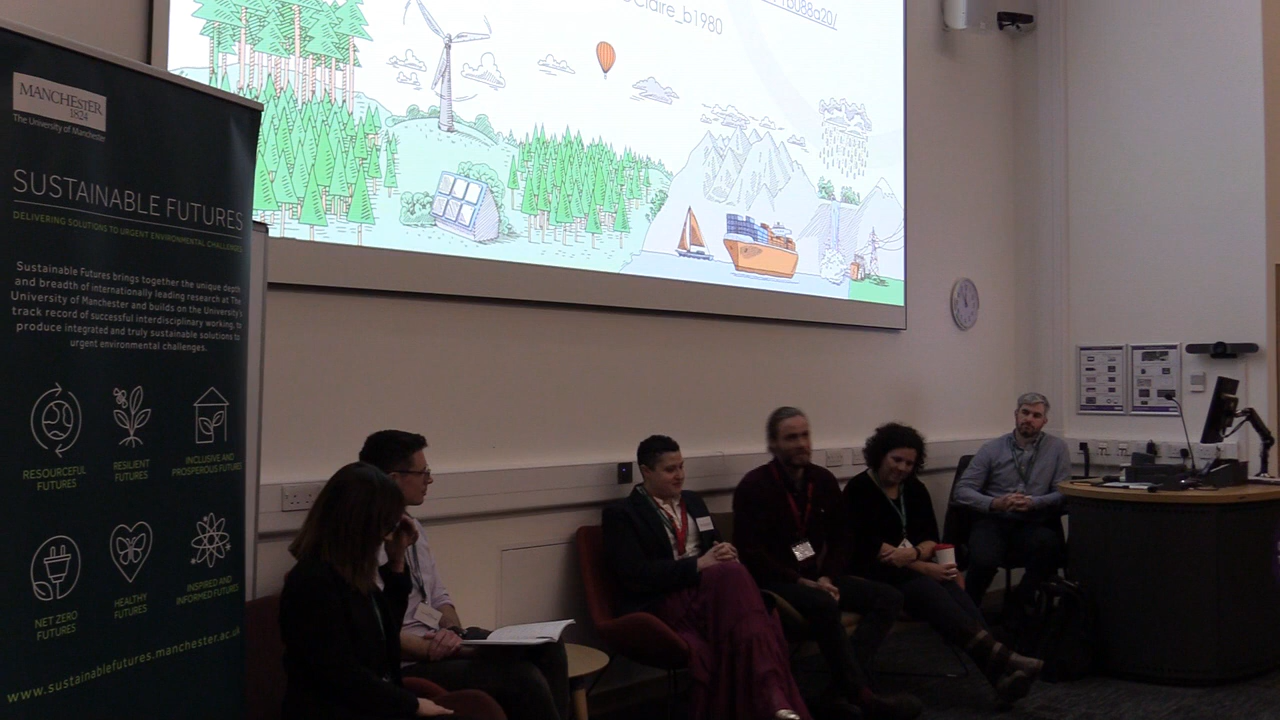 MANCHESTER
1824
The University of Manchester
SUSTAINABLE FUTURES
DELIVERING SOLUTIONS TO URGENT ENVIRONMENTAL CHALLENGES
Sustainable Futures brings together the unique depth
and breadth of internationally leading research at The
University of Manchester and builds on the University's
track record of successful interdisciplinary working, to
produce integrated and truly sustainable solutions to
urgent environmental challenges.
RESOURCEFUL
FUTURES
RESILIENT
FUTURES
INCLUSIVE AND
PROSPEROUS FUTURES
NET ZERO
FUTURES
HEALTHY
FUTURES
INSPIRED AND
INFORMED FUTURES
www.sustainablefutures.manchester.ac.uk
1b088a20/
Claire_b1980